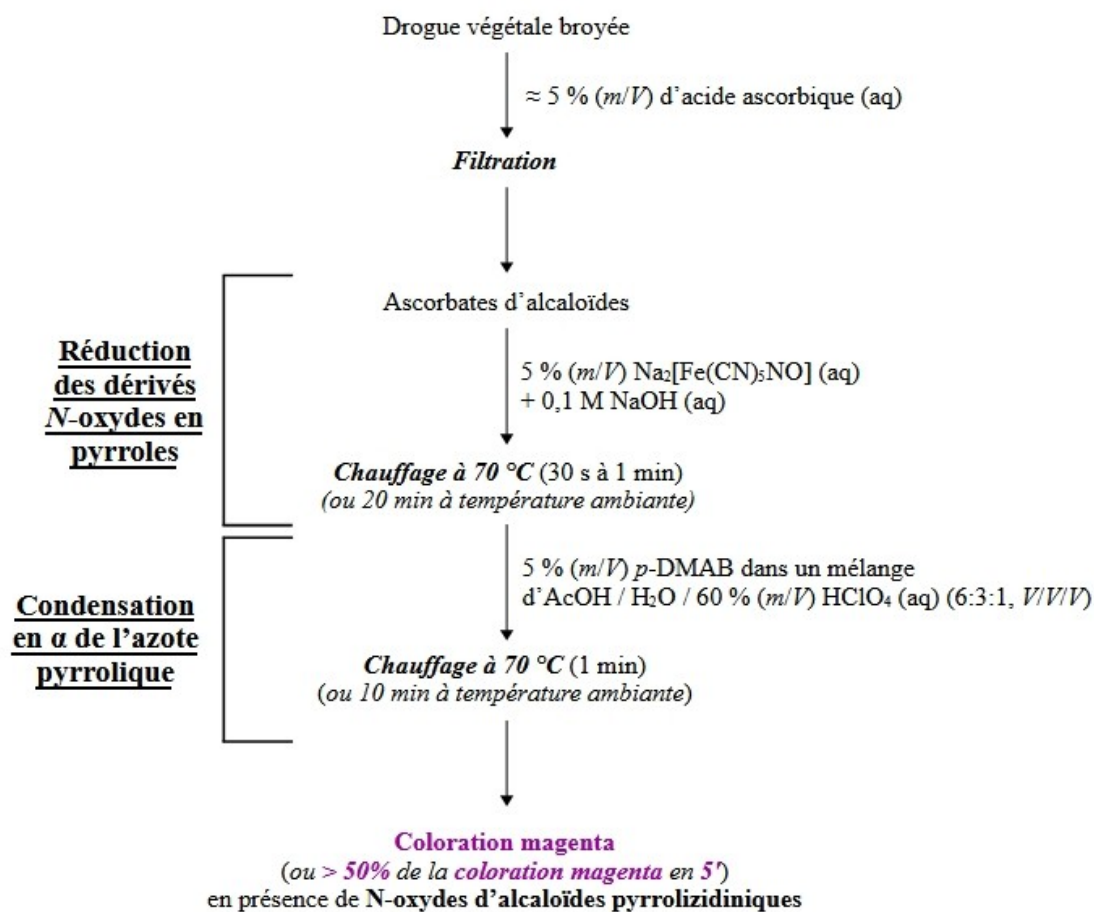 Drogue végétale broyée
≈ 5 % (m/V) d’acide ascorbique (aq)
Filtration
Ascorbates d’alcaloïdes
Réduction
des dérivés
N-oxydes en
pyrroles
5 % (m/V) Na₂[Fe(CN)₅NO] (aq)
+ 0,1 M NaOH (aq)
Chauffage à 70 °C (30 s à 1 min)
(ou 20 min à température ambiante)
Condensation
en α de l’azote
pyrrolique
5 % (m/V) p-DMAB dans un mélange
d’AcOH / H₂O / 60 % (m/V) HClO₄ (aq) (6:3:1, V/V/V)
Chauffage à 70 °C (1 min)
(ou 10 min à température ambiante)
Coloration magenta
(ou > 50% de la coloration magenta en 5')
en présence de N-oxydes d’alcaloïdes pyrrolizidiniques